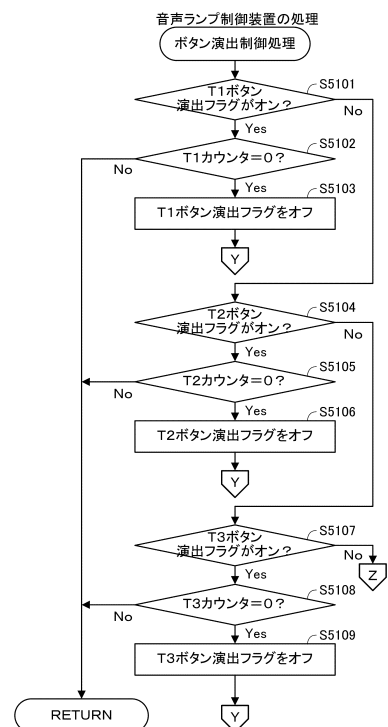 音声ランプ制御装置の処理
ボタン演出制御処理
S5101
T1ボタン
演出フラグがオン?
No
Yes
S5102
T1カウンタ=0?
No
Yes
S5103
T1ボタン演出フラグをオフ
Y
S5104
T2ボタン
演出フラグがオン?
No
Yes
S5105
T2カウンタ=0?
No
Yes
S5106
T2ボタン演出フラグをオフ
Y
S5107
T3ボタン
演出フラグがオン?
No
Yes
Z
S5108
T3カウンタ=0?
No
Yes
S5109
T3ボタン演出フラグをオフ
RETURN
Y